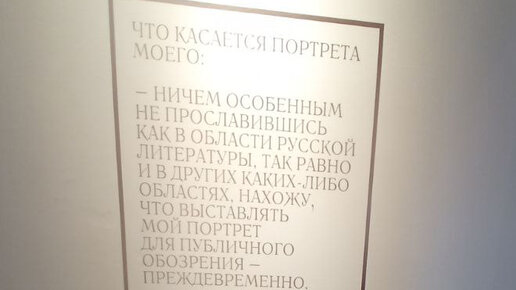 ЧТО КАСАЕТСЯ ПОРТРЕТА
МОЕГО:
— НИЧЕМ ОСОБЕННЫМ
НЕ ПРОСЛАВИВШИСЬ
КАК В ОБЛАСТИ РУССКОЙ
ЛИТЕРАТУРЫ, ТАК РАВНО
И В ДРУГИХ КАКИХ-ЛИБО
ОБЛАСТЯХ, НАХОЖУ,
ЧТО ВЫСТАВЛЯТЬ
МОЙ ПОРТРЕТ
ДЛЯ ПУБЛИЧНОГО
ОБОЗРЕНИЯ —
ПРЕЖДЕВРЕМЕННО,